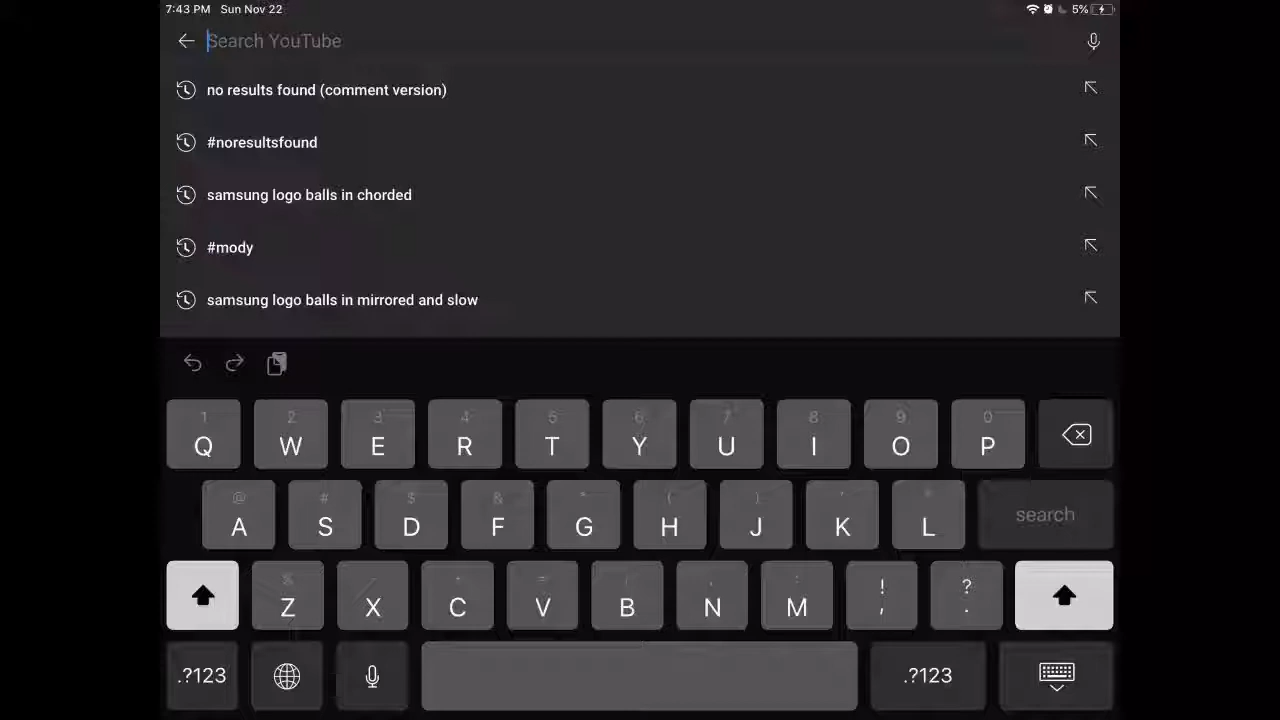 7:43 PM Sun Nov 22 5%
Search YouTube
no results found (comment version)
#noresultsfound
samsung logo balls in chorded
#mody
samsung logo balls in mirrored and slow
1 2 3 4 5 6 7 8 9 0
Q W E R T Y U I O P
@ # $ & * ( ) ' "
A S D F G H J K L search
% - + = / ; : ! ?
Z X C V B N M , .
.?123 .?123